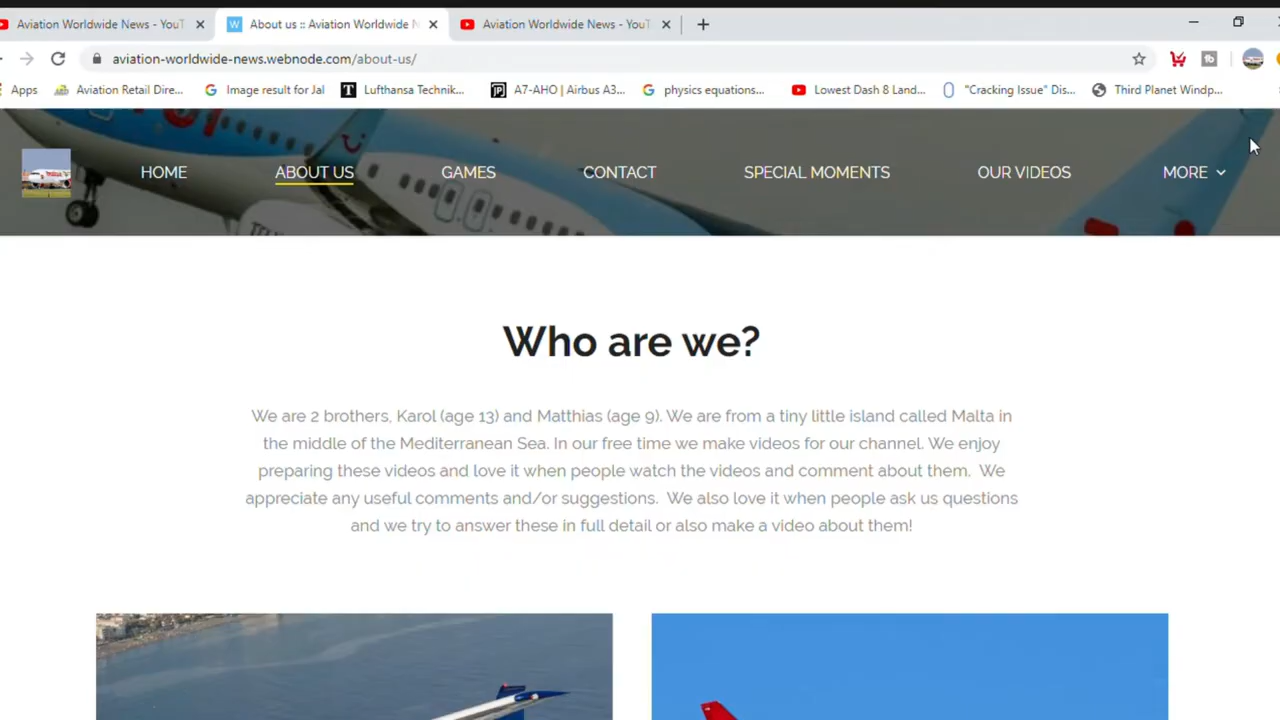 Aviation Worldwide News - YouT
About us :: Aviation Worldwide N
Aviation Worldwide News - YouT
aviation-worldwide-news.webnode.com/about-us/
Apps Aviation Retail Dire... Image result for Jal Lufthansa Technik... A7-AHO | Airbus A3... physics equations... Lowest Dash & Land... "Cracking Issue" Dis... Third Planet Windp...
HOME ABOUT US GAMES CONTACT SPECIAL MOMENTS OUR VIDEOS MORE
Who are we?
We are 2 brothers, Karol (age 13) and Matthias (age 9). We are from a tiny little island called Malta in
the middle of the Mediterranean Sea. In our free time we make videos for our channel. We enjoy
preparing these videos and love it when people watch the videos and comment about them. We
appreciate any useful comments and/or suggestions. We also love it when people ask us questions
and we try to answer these in full detail or also make a video about them!